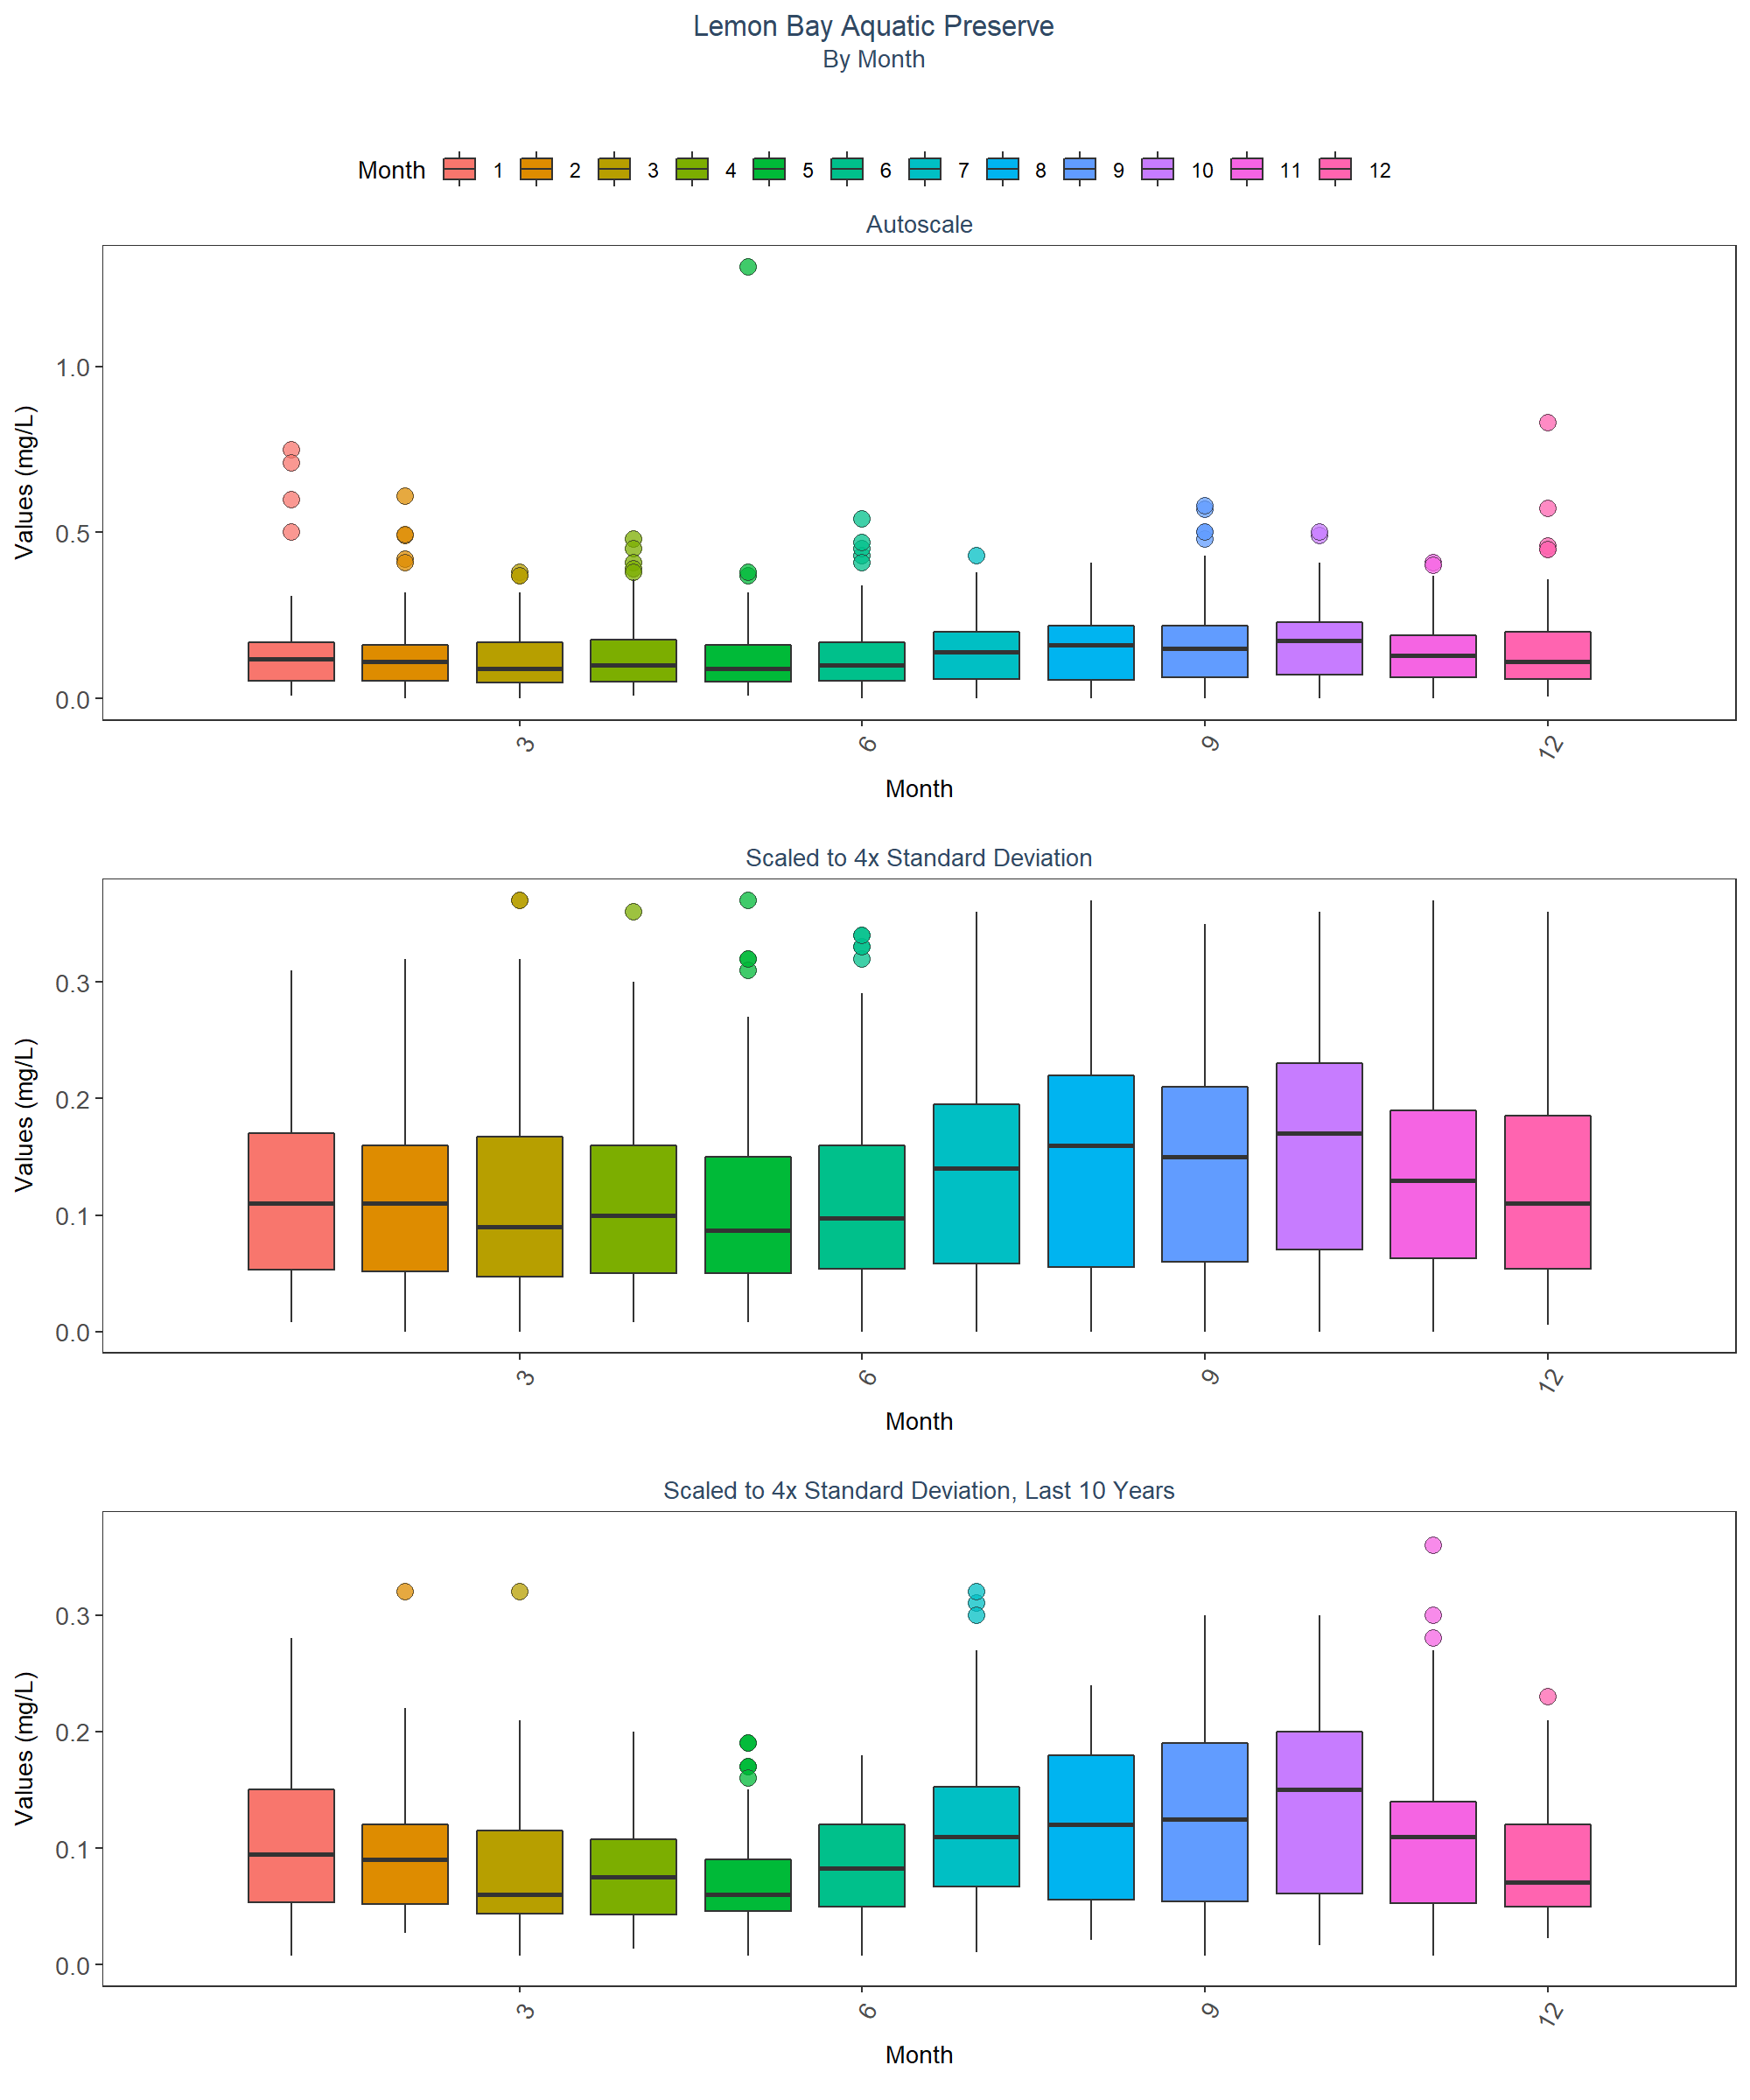 Lemon Bay Aquatic Preserve
By Month
Month 1 2 3 4 5 6 7 8 9 10 11 12
Autoscale
Values (mg/L)
1.0
0.5
0.0
3 6 9 12
Month
Scaled to 4x Standard Deviation
Values (mg/L)
0.3
0.2
0.1
0.0
3 6 9 12
Month
Scaled to 4x Standard Deviation, Last 10 Years
Values (mg/L)
0.3
0.2
0.1
0.0
3 6 9 12
Month